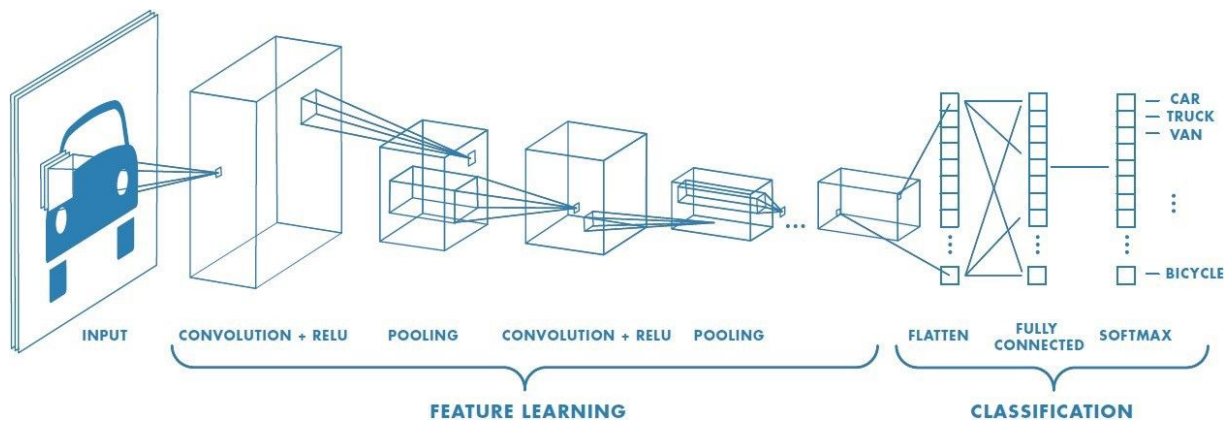 CAR
TRUCK
VAN
BICYCLE
INPUT
CONVOLUTION + RELU
POOLING
CONVOLUTION + RELU
POOLING
FLATTEN
FULLY
CONNECTED
SOFTMAX
FEATURE LEARNING
CLASSIFICATION